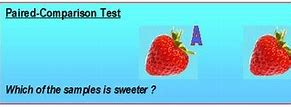 Paired-Comparison Test
A
Which of the samples is sweeter ?